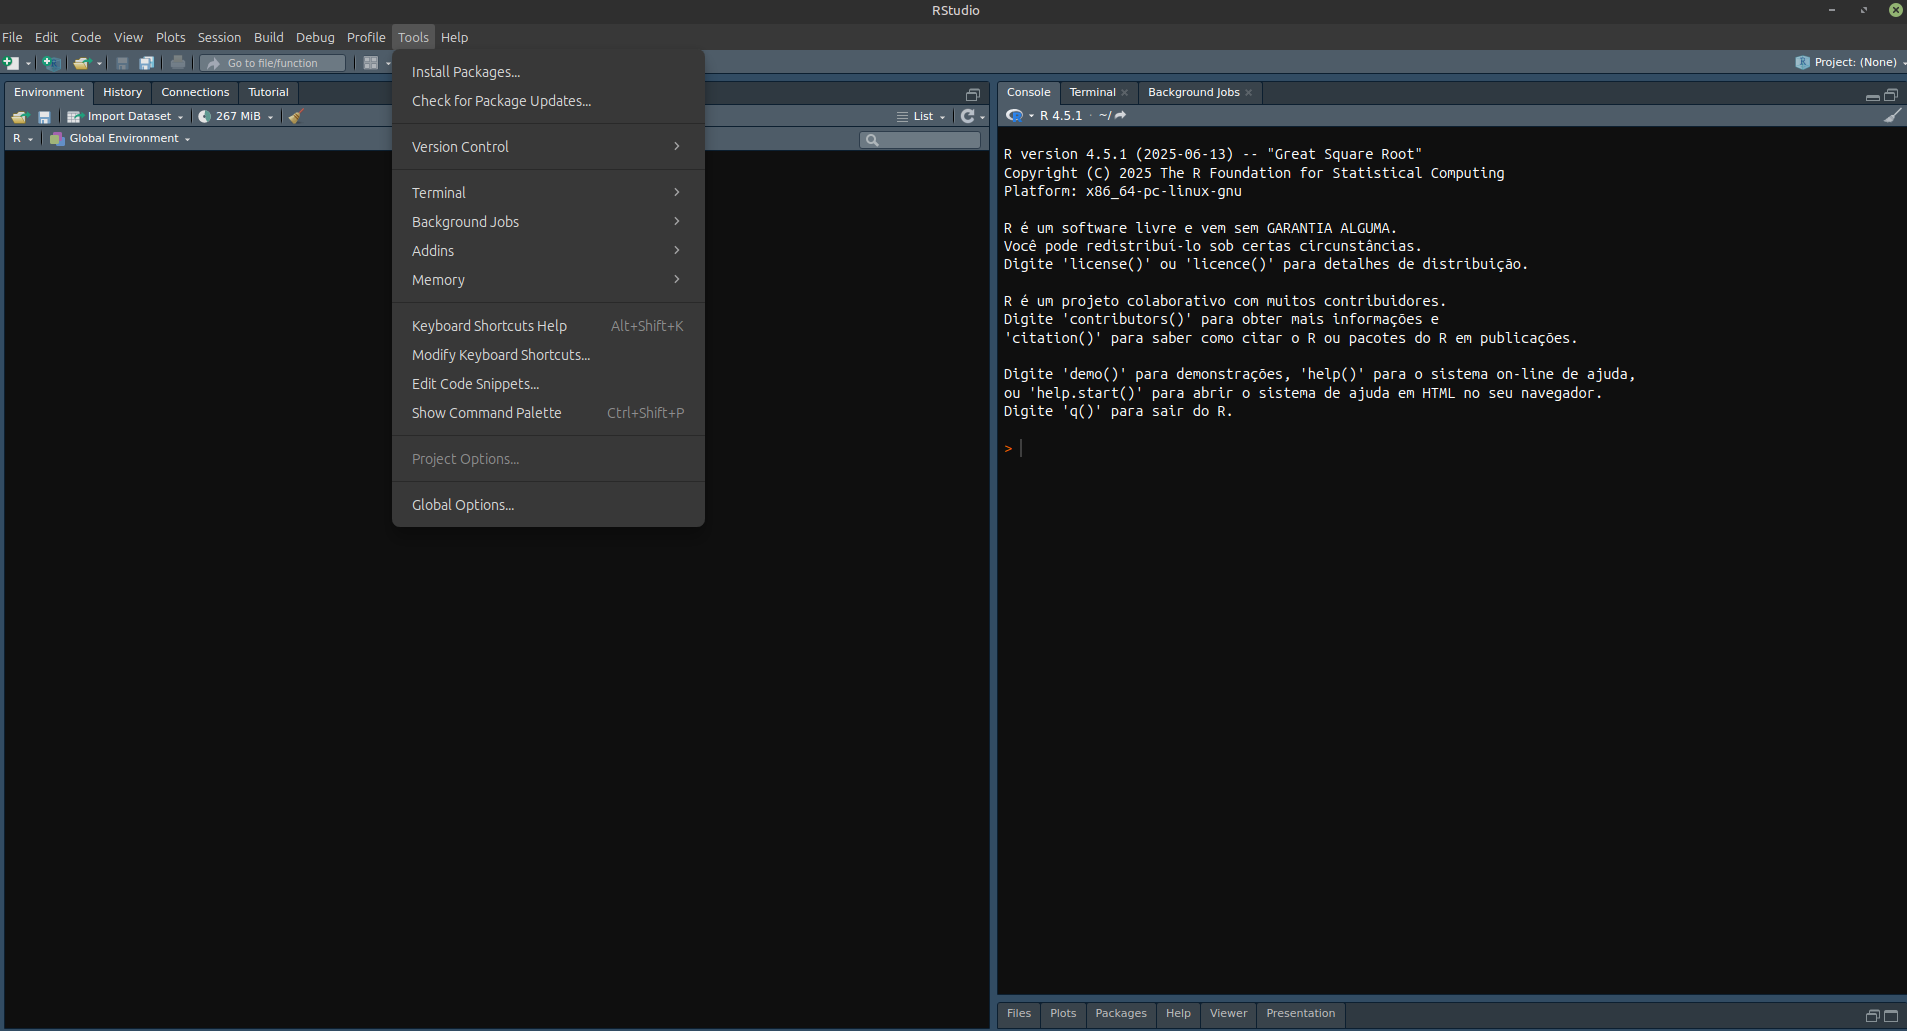 RStudio
File Edit Code View Plots Session Build Debug Profile Tools Help
Go to file/function
Project: (None)
Install Packages...
Check for Package Updates...
Version Control
Terminal
Background Jobs
Addins
Memory
Keyboard Shortcuts Help Alt+Shift+K
Modify Keyboard Shortcuts...
Edit Code Snippets...
Show Command Palette Ctrl+Shift+P
Project Options...
Global Options...
Environment History Connections Tutorial
Import Dataset 267 MiB List
R Global Environment
Console Terminal Background Jobs
R 4.5.1 · ~/
R version 4.5.1 (2025-06-13) -- "Great Square Root"
Copyright (C) 2025 The R Foundation for Statistical Computing
Platform: x86_64-pc-linux-gnu
R é um software livre e vem sem GARANTIA ALGUMA.
Você pode redistribuí-lo sob certas circunstâncias.
Digite 'license()' ou 'licence()' para detalhes de distribuição.
R é um projeto colaborativo com muitos contribuidores.
Digite 'contributors()' para obter mais informações e
'citation()' para saber como citar o R ou pacotes do R em publicações.
Digite 'demo()' para demonstrações, 'help()' para o sistema on-line de ajuda,
ou 'help.start()' para abrir o sistema de ajuda em HTML no seu navegador.
Digite 'q()' para sair do R.
>
Files Plots Packages Help Viewer Presentation